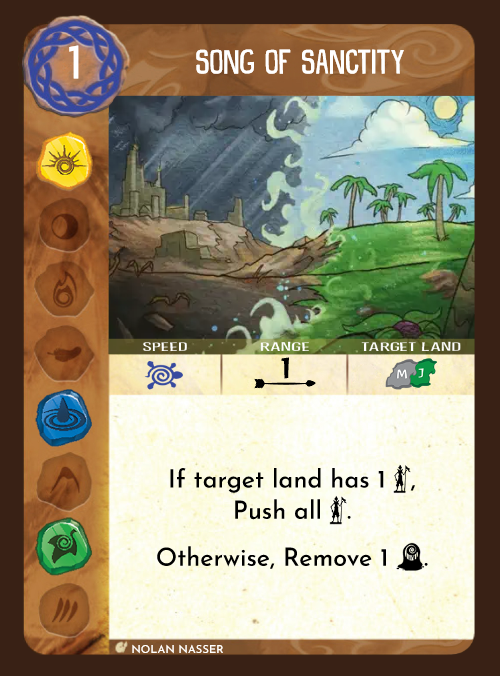 1
SONG OF SANCTITY
SPEED RANGE TARGET LAND
1
M J
If target land has 1 ,
Push all .
Otherwise, Remove 1 .
NOLAN NASSER